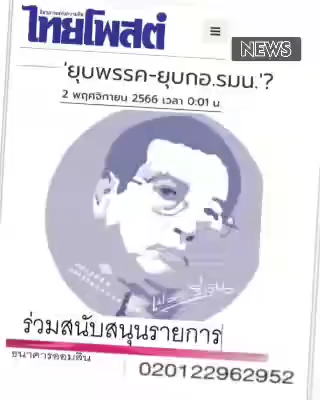 ไทยโพสต์
NEWS
'ยุบพรรค-ยุบกอ.รมน.'?
2 พฤศจิกายน 2566 เวลา 0:01 น.
ร่วมสนับสนุนรายการ
ธนาคารออมสิน
020122962952